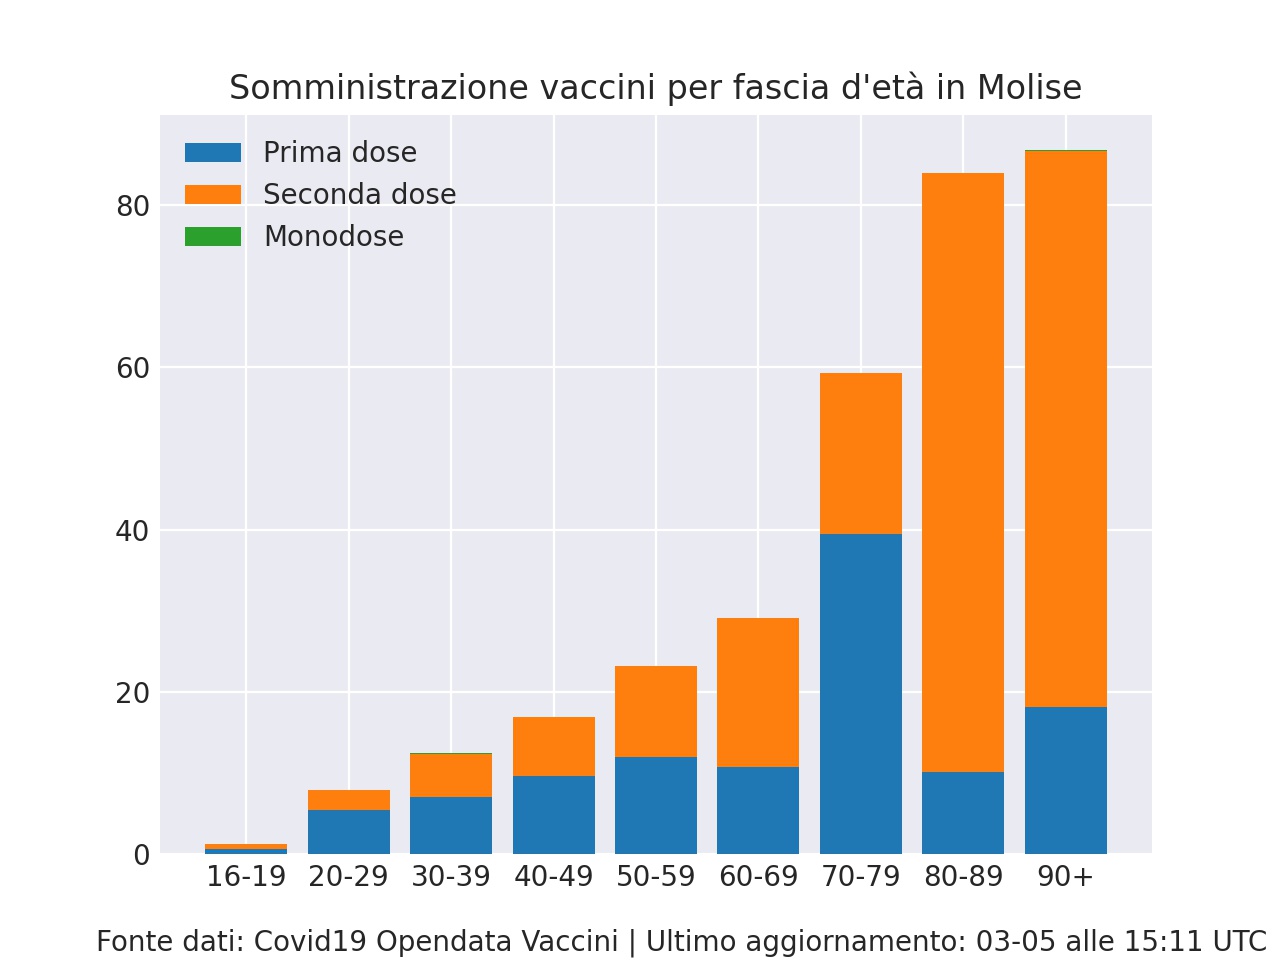 Somministrazione vaccini per fascia d'età in Molise
Prima dose
Seconda dose
Monodose
80
60
40
20
0
16-19 20-29 30-39 40-49 50-59 60-69 70-79 80-89 90+
Fonte dati: Covid19 Opendata Vaccini | Ultimo aggiornamento: 03-05 alle 15:11 UTC